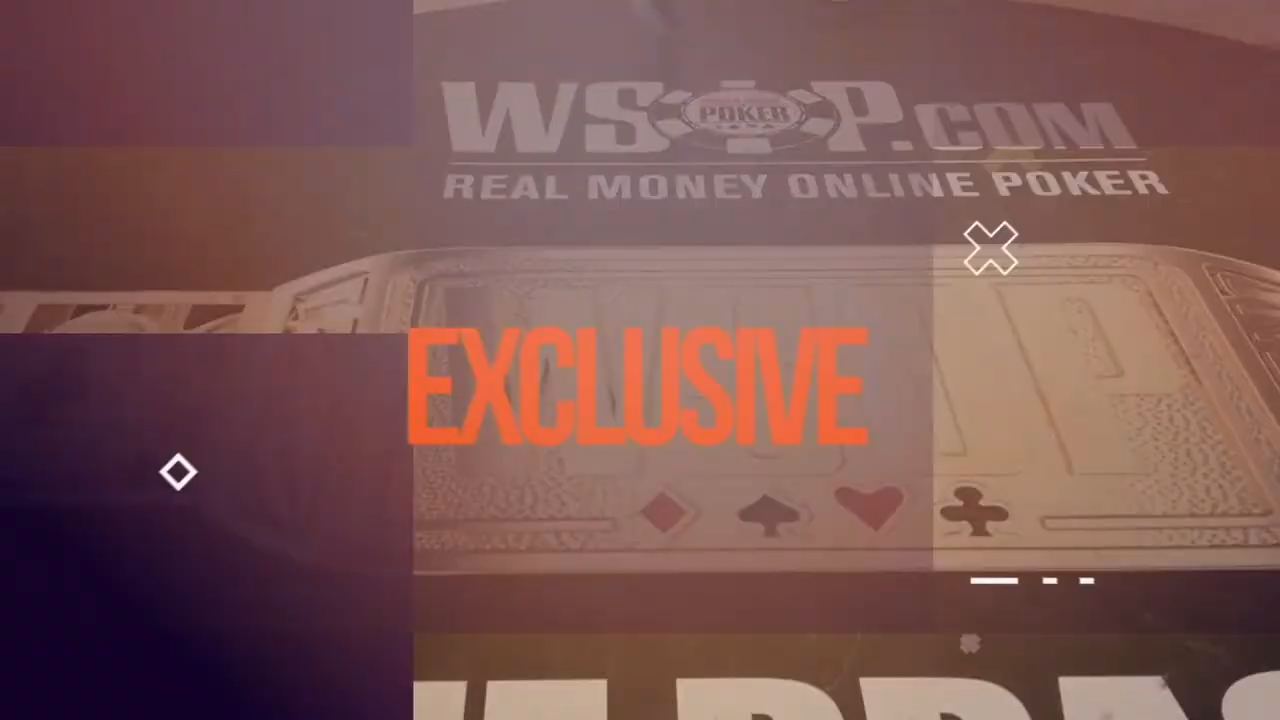 WSOP.COM
POKER
REAL MONEY ONLINE POKER
EXCLUSIVE